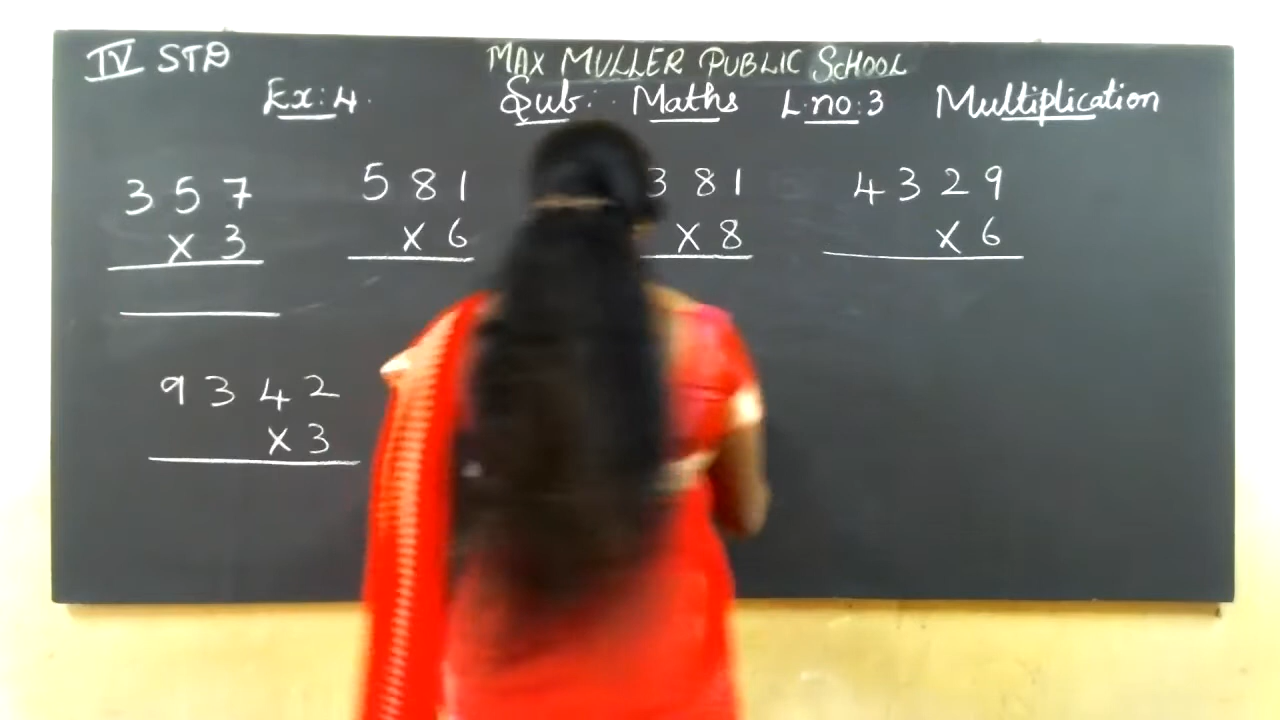 IV STD MAX MULLER PUBLIC SCHOOL
Ex: 4. Sub: Maths L.no:3 Multiplication
357 581 381 4329
x 3 x 6 x 8 x 6
9342
x 3